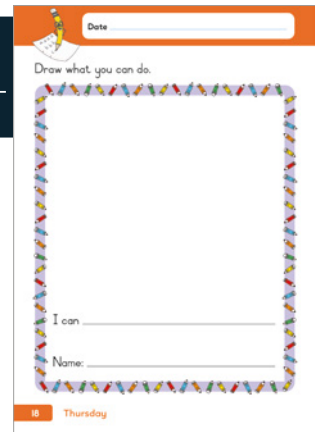 Date
Draw what you can do.
I can
Name:
18 Thursday